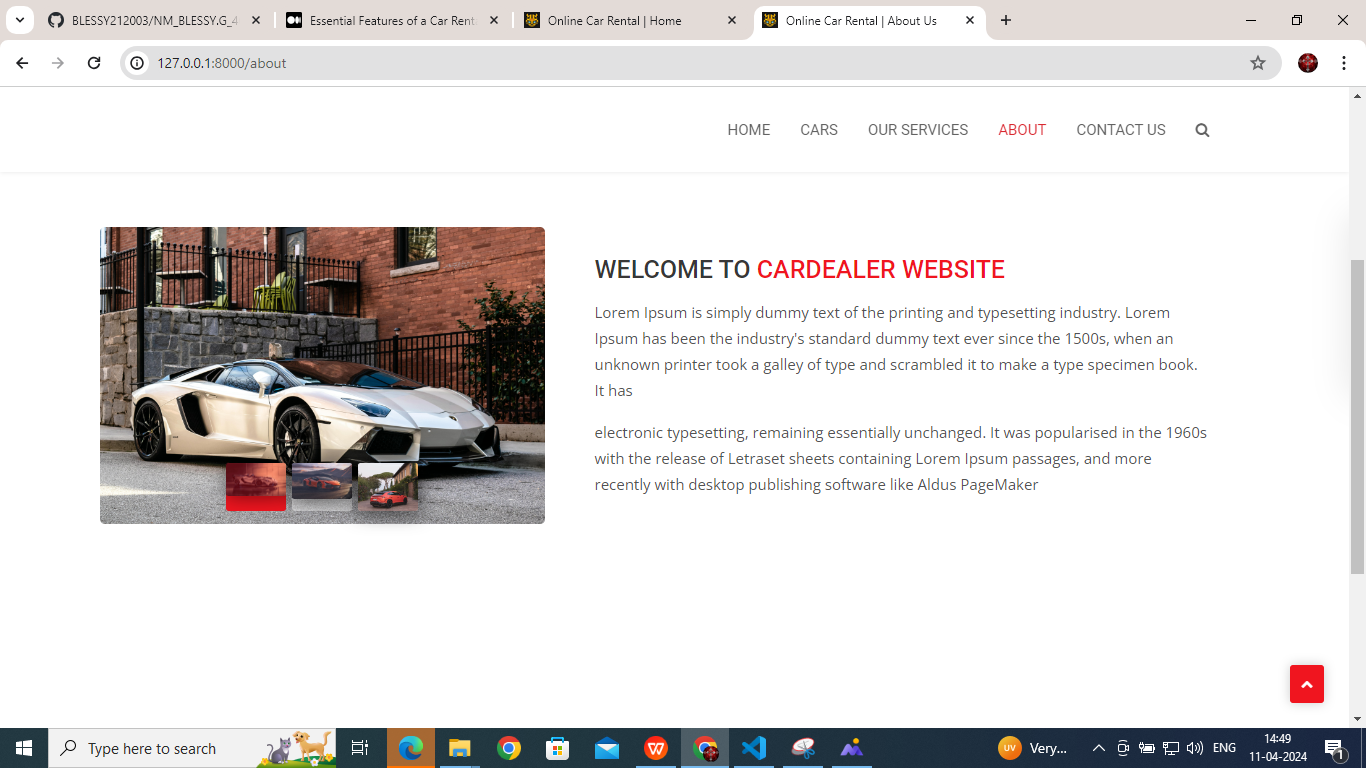 BLESSY212003/NM_BLESSY.G_4
Essential Features of a Car Rent
Online Car Rental | Home
Online Car Rental | About Us
127.0.0.1:8000/about
HOME CARS OUR SERVICES ABOUT CONTACT US
WELCOME TO CARDEALER WEBSITE
Lorem Ipsum is simply dummy text of the printing and typesetting industry. Lorem
Ipsum has been the industry's standard dummy text ever since the 1500s, when an
unknown printer took a galley of type and scrambled it to make a type specimen book.
It has
electronic typesetting, remaining essentially unchanged. It was popularised in the 1960s
with the release of Letraset sheets containing Lorem Ipsum passages, and more
recently with desktop publishing software like Aldus PageMaker
Type here to search
UV
Very...
ENG
14:49
11-04-2024
1